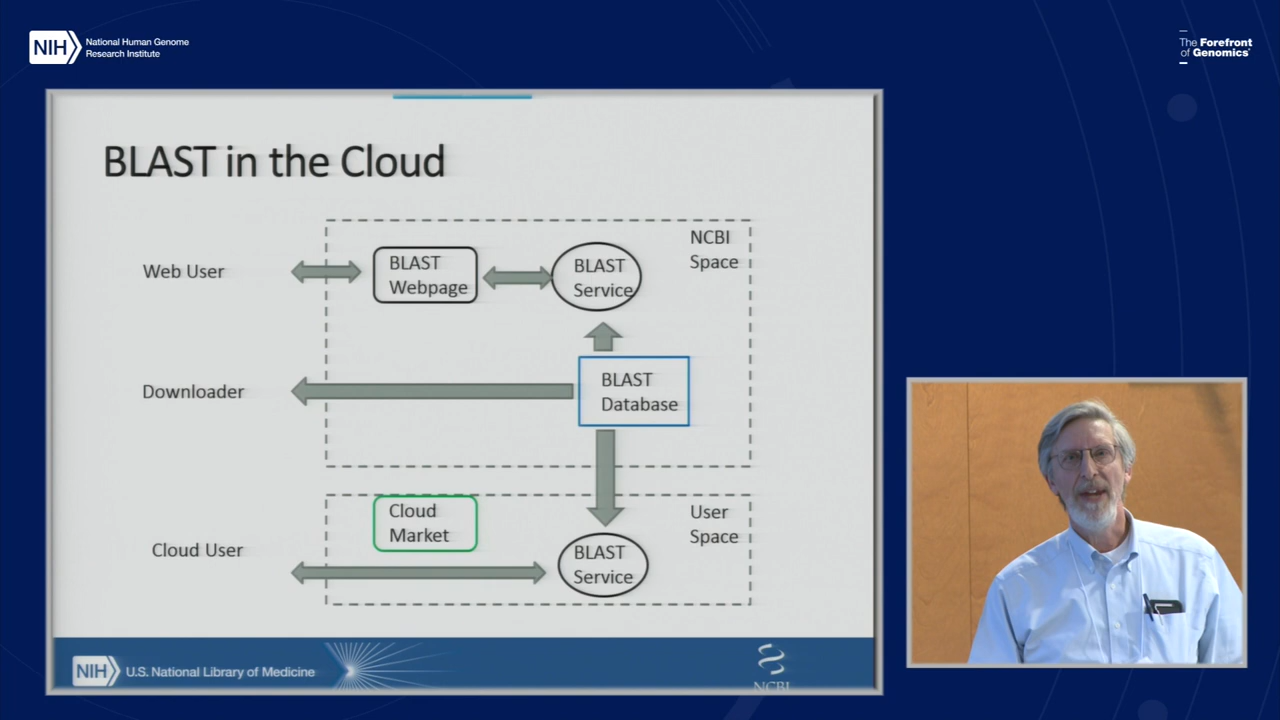 NIH National Human Genome
Research Institute
The Forefront
of Genomics®
BLAST in the Cloud
NCBI
Space
Web User
BLAST
Webpage
BLAST
Service
Downloader
BLAST
Database
Cloud
Market
User
Space
Cloud User
BLAST
Service
NIH U.S. National Library of Medicine
NCBI